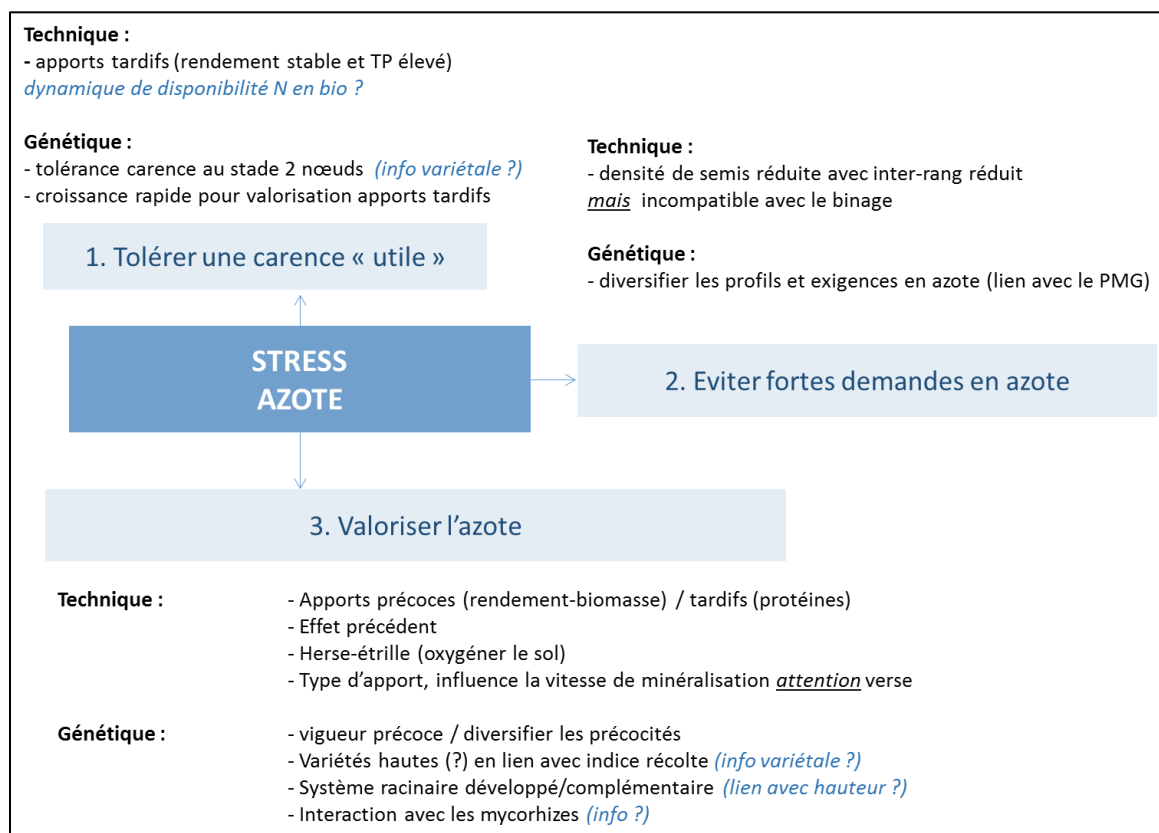 Technique :
- apports tardifs (rendement stable et TP élevé)
dynamique de disponibilité N en bio ?
Génétique :
- tolérance carence au stade 2 nœuds (info variétale ?)
- croissance rapide pour valorisation apports tardifs
1. Tolérer une carence « utile »
Technique :
- densité de semis réduite avec inter-rang réduit
mais incompatible avec le binage
Génétique :
- diversifier les profils et exigences en azote (lien avec le PMG)
STRESS
AZOTE
2. Eviter fortes demandes en azote
3. Valoriser l’azote
Technique :
- Apports précoces (rendement-biomasse) / tardifs (protéines)
- Effet précédent
- Herse-étrille (oxygéner le sol)
- Type d’apport, influence la vitesse de minéralisation attention verse
Génétique :
- vigueur précoce / diversifier les précocités
- Variétés hautes (?) en lien avec indice récolte (info variétale ?)
- Système racinaire développé/complémentaire (lien avec hauteur ?)
- Interaction avec les mycorhizes (info ?)